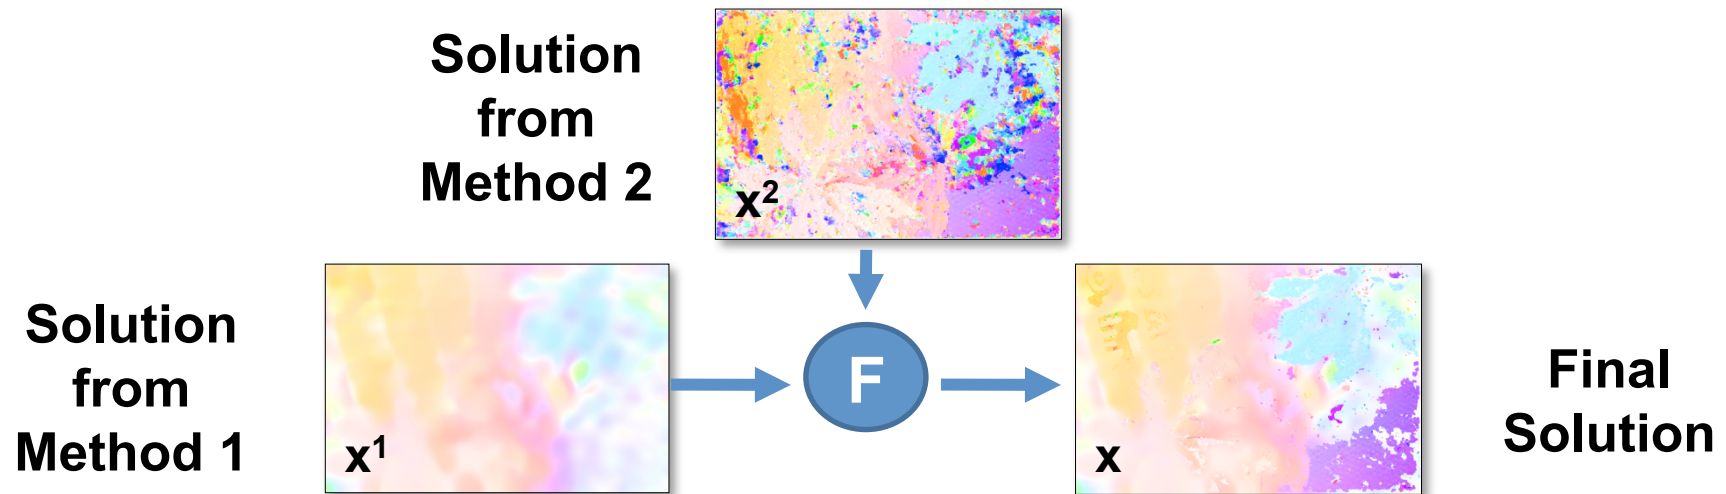 Solution
from
Method 2
x²
Solution
from
Method 1
x¹
F
x
Final
Solution